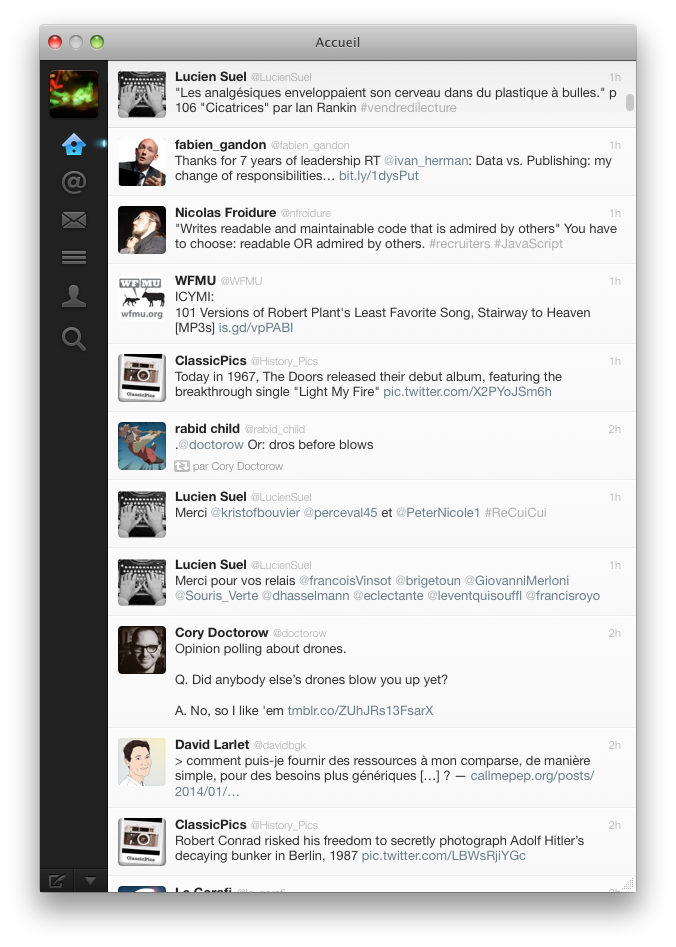 Accueil
Lucien Suel @LucienSuel 1h
"Les analgésiques enveloppaient son cerveau dans du plastique à bulles." p
106 "Cicatrices" par Ian Rankin #vendredilecture
fabien_gandon @fabien_gandon 1h
Thanks for 7 years of leadership RT @ivan_herman: Data vs. Publishing: my
change of responsibilities… bit.ly/1dysPut
Nicolas Froidure @nfroidure 1h
"Writes readable and maintainable code that is admired by others" You have
to choose: readable OR admired by others. #recruiters #JavaScript
WFMU
wfmu.org
WFMU @WFMU 1h
ICYMI:
101 Versions of Robert Plant's Least Favorite Song, Stairway to Heaven
[MP3s] is.gd/vpPABI
ClassicPics
ClassicPics @History_Pics 1h
Today in 1967, The Doors released their debut album, featuring the
breakthrough single "Light My Fire" pic.twitter.com/X2PYoJSm6h
rabid child @rabid_child 2h
.@doctorow Or: dros before blows
par Cory Doctorow
Lucien Suel @LucienSuel 1h
Merci @kristofbouvier @perceval45 et @PeterNicole1 #ReCuiCui
Lucien Suel @LucienSuel 1h
Merci pour vos relais @francoisVinsot @brigetoun @GiovanniMerloni
@Souris_Verte @dhasselmann @eclectante @leventquisouffl @francisroyo
Cory Doctorow @doctorow 2h
Opinion polling about drones.
Q. Did anybody else’s drones blow you up yet?
A. No, so I like 'em tmblr.co/ZUhJRs13FsarX
David Larlet @davidbgk 2h
> comment puis-je fournir des ressources à mon comparse, de manière
simple, pour des besoins plus génériques […] ? — callmepep.org/posts/
2014/01/…
ClassicPics
ClassicPics @History_Pics 2h
Robert Conrad risked his freedom to secretly photograph Adolf Hitler’s
decaying bunker in Berlin, 1987 pic.twitter.com/LBWsRjiYGc